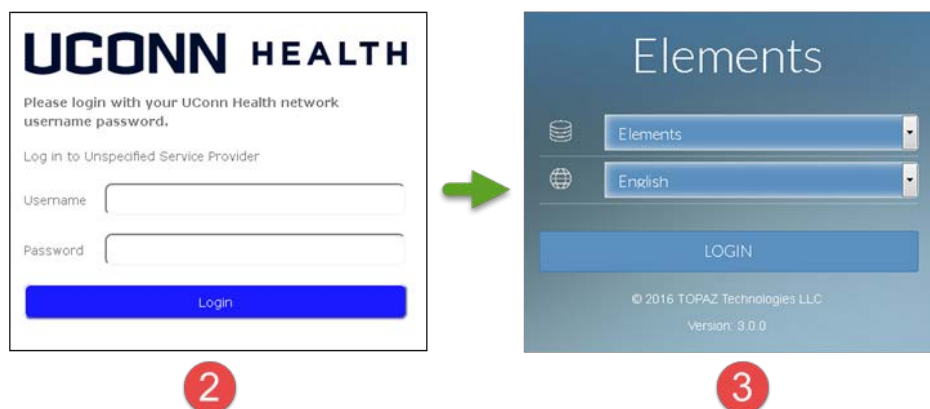 UCONN HEALTH
Please login with your UConn Health network
username password.
Log in to Unspecified Service Provider
Username
Password
Login
2
Elements
Elements
English
LOGIN
© 2016 TOPAZ Technologies LLC
Version: 3.0.0
3